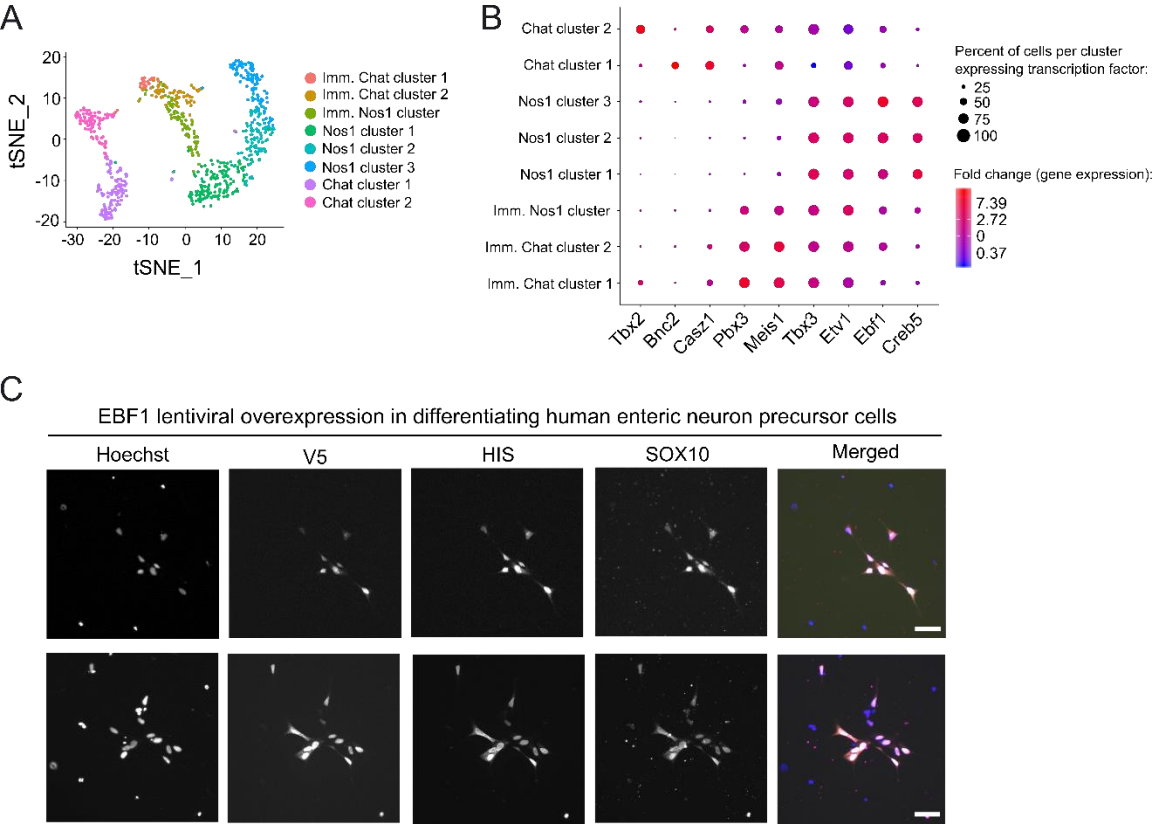 A
20
10
0
-10
-20
tSNE_2
-30
-20
-10
0
10
20
tSNE_1
Imm. Chat cluster 1
Imm. Chat cluster 2
Imm. Nos1 cluster
Nos1 cluster 1
Nos1 cluster 2
Nos1 cluster 3
Chat cluster 1
Chat cluster 2
B
Chat cluster 2
Chat cluster 1
Nos1 cluster 3
Nos1 cluster 2
Nos1 cluster 1
Imm. Nos1 cluster
Imm. Chat cluster 2
Imm. Chat cluster 1
Tbx2
Bnc2
Casz1
Pbx3
Meis1
Tbx3
Etv1
Ebf1
Creb5
Percent of cells per cluster
expressing transcription factor:
25
50
75
100
Fold change (gene expression):
7.39
2.72
0
0.37
C
EBF1 lentiviral overexpression in differentiating human enteric neuron precursor cells
Hoechst
V5
HIS
SOX10
Merged